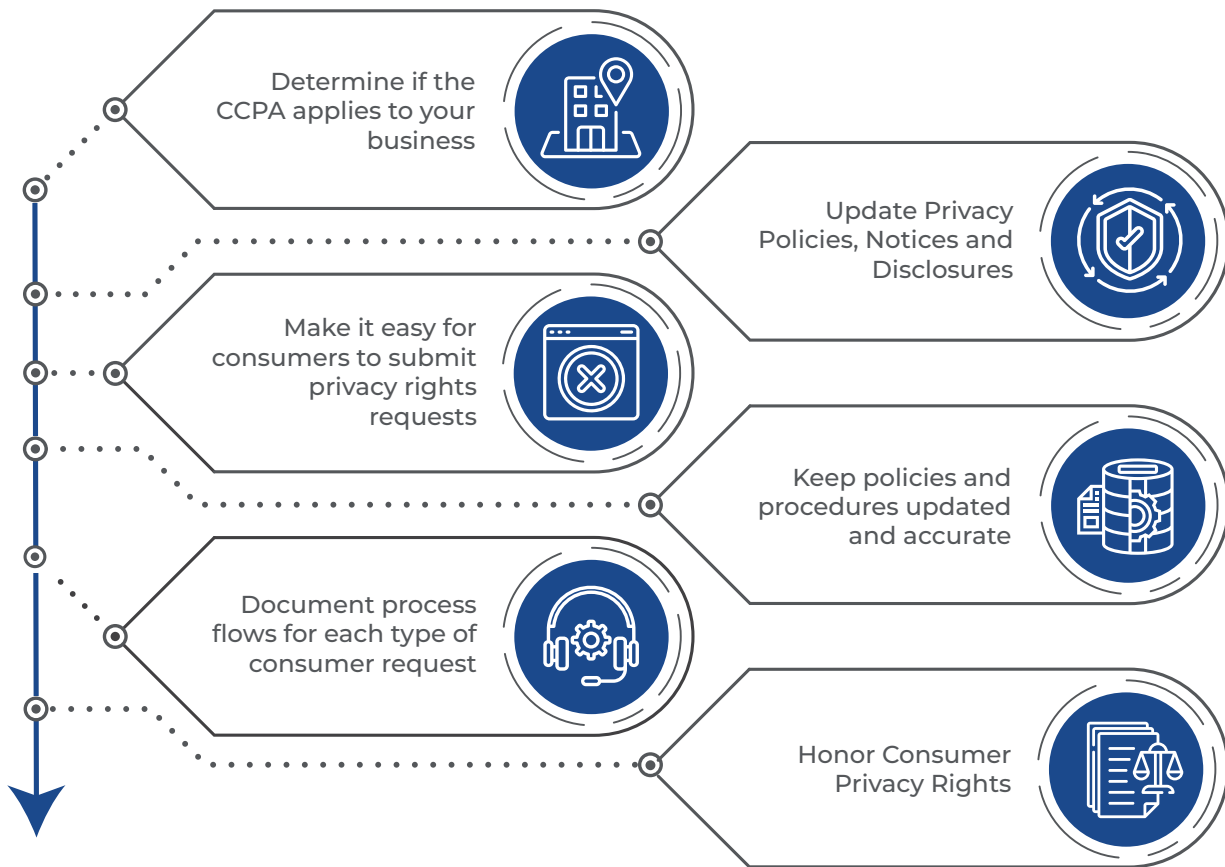 Determine if the
CCPA applies to your
business
Update Privacy
Policies, Notices and
Disclosures
Make it easy for
consumers to submit
privacy rights
requests
Keep policies and
procedures updated
and accurate
Document process
flows for each type of
consumer request
Honor Consumer
Privacy Rights